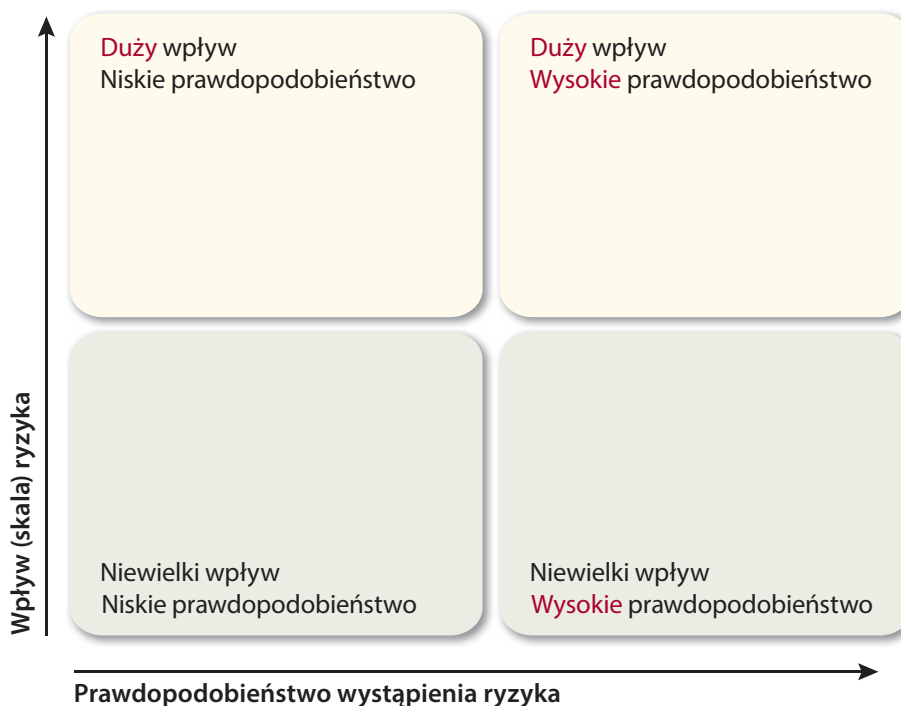 Duży wpływ
Niskie prawdopodobieństwo
Duży wpływ
Wysokie prawdopodobieństwo
Wpływ (skala) ryzyka
Niewielki wpływ
Niskie prawdopodobieństwo
Niewielki wpływ
Wysokie prawdopodobieństwo
Prawdopodobieństwo wystąpienia ryzyka